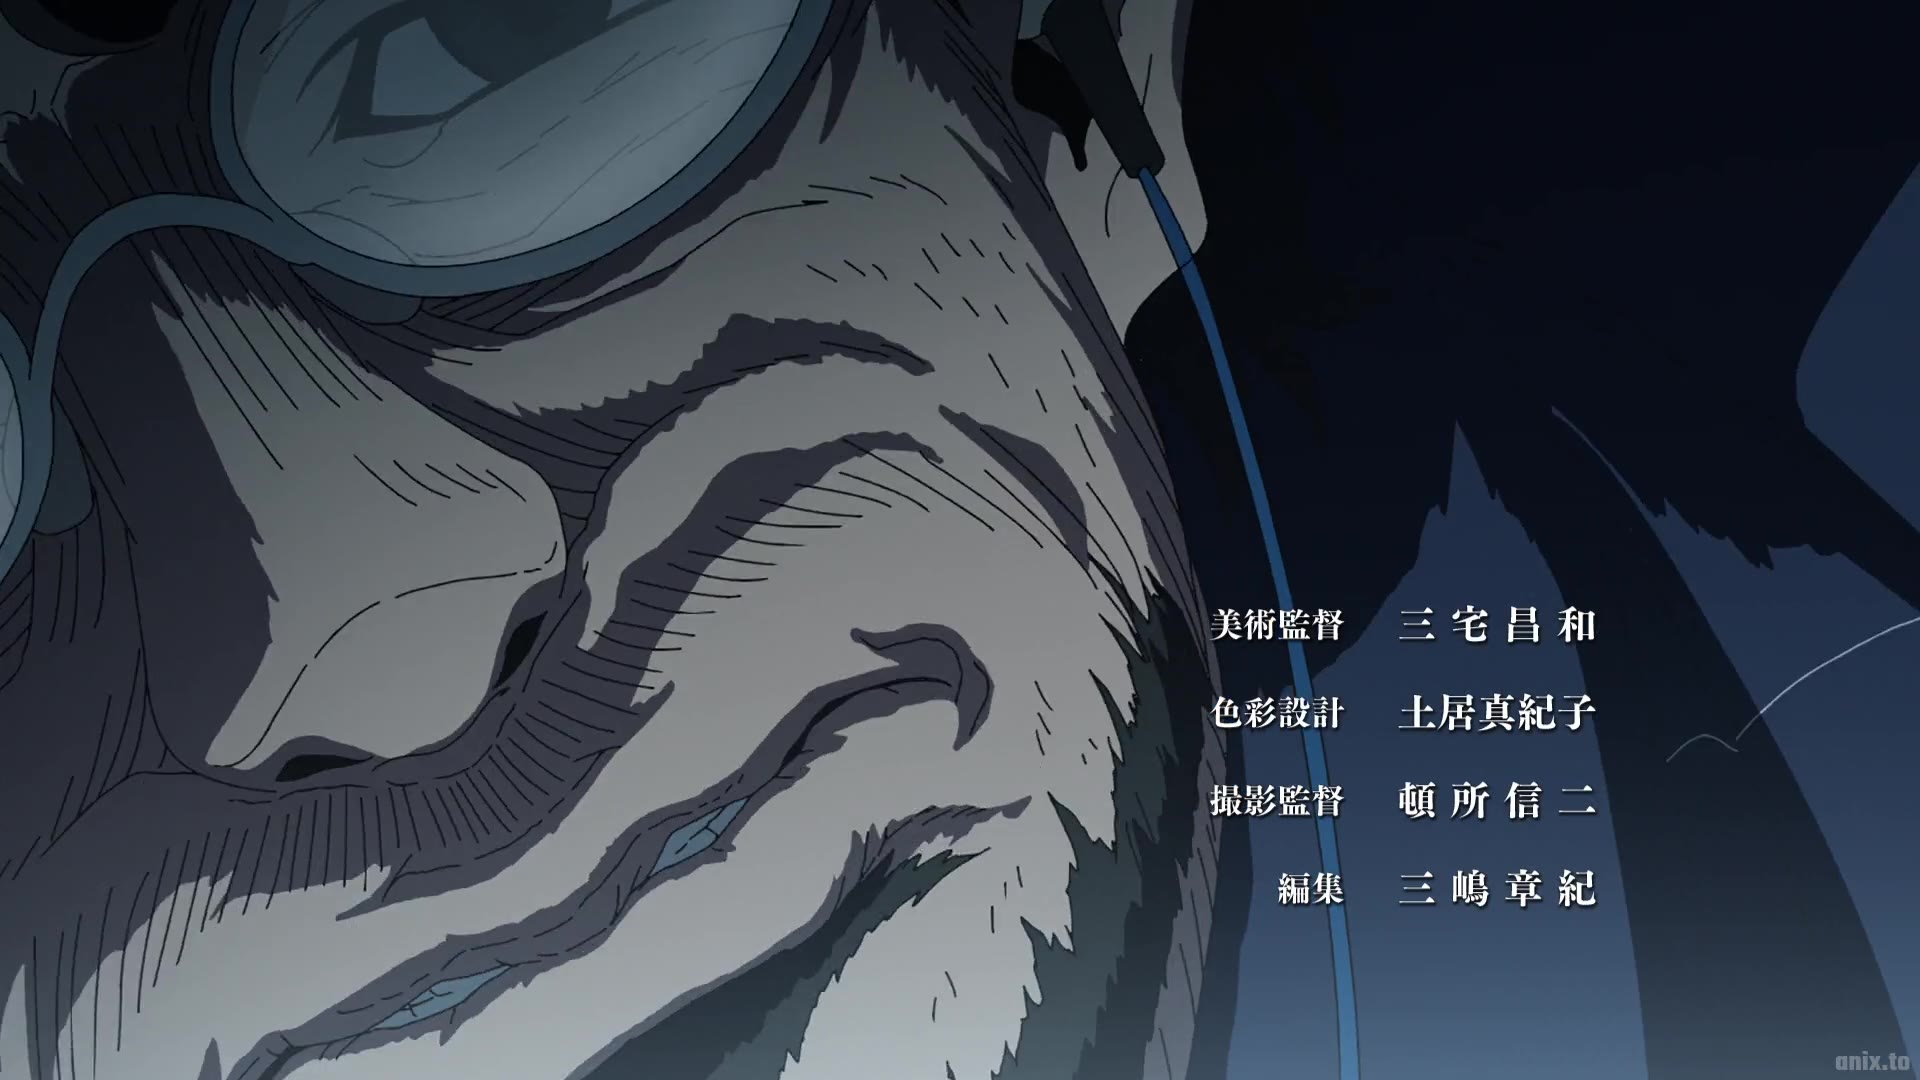 美術監督 三宅昌和
色彩設計 土居真紀子
撮影監督 頓所信二
編集 三嶋章紀
anix.to